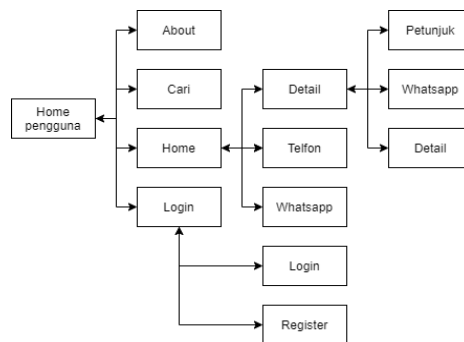 About
Petunjuk
Cari
Detail
Whatsapp
Home
pengguna
Home
Telfon
Detail
Login
Whatsapp
Login
Register